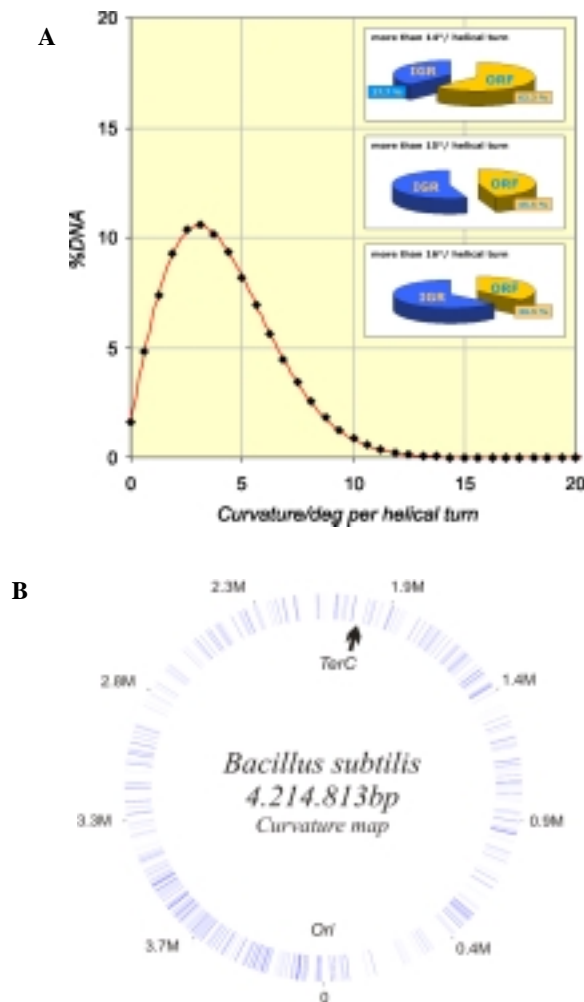 A
20
15
10
5
0
%DNA
0
5
10
15
20
Curvature/deg per helical turn
more than 14°/ helical turn
IGR
ORF
more than 15°/ helical turn
IGR
ORF
more than 16°/ helical turn
IGR
ORF
B
2.3M
1.9M
TerC
2.8M
1.4M
Bacillus subtilis
4.214.813bp
Curvature map
3.3M
0.9M
Ori
3.7M
0.4M
0